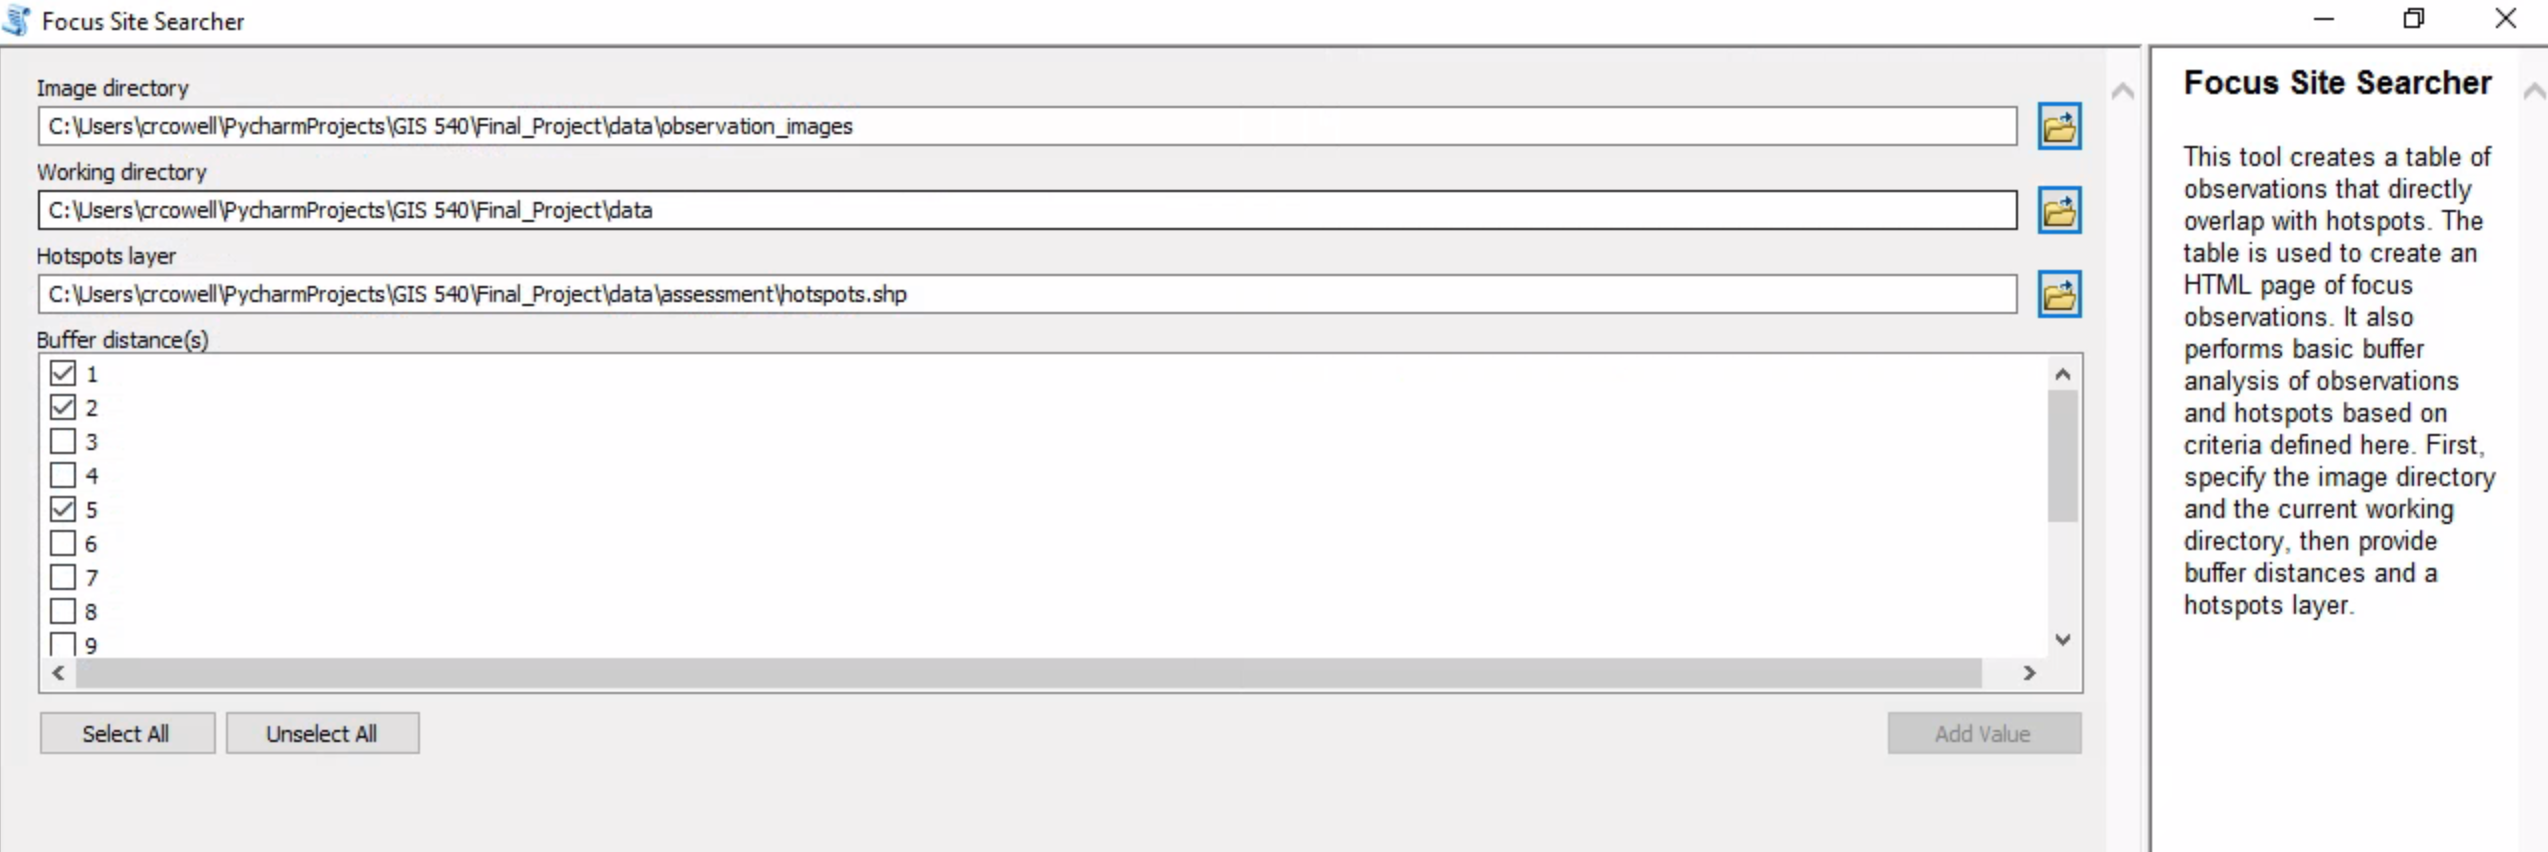 Focus Site Searcher
Image directory
C:\Users\crcowell\PycharmProjects\GIS 540\Final_Project\data\observation_images
Working directory
C:\Users\crcowell\PycharmProjects\GIS 540\Final_Project\data
Hotspots layer
C:\Users\crcowell\PycharmProjects\GIS 540\Final_Project\data\assessment\hotspots.shp
Buffer distance(s)
1
2
3
4
5
6
7
8
9
Select All
Unselect All
Add Value
Focus Site Searcher
This tool creates a table of
observations that directly
overlap with hotspots. The
table is used to create an
HTML page of focus
observations. It also
performs basic buffer
analysis of observations
and hotspots based on
criteria defined here. First,
specify the image directory
and the current working
directory, then provide
buffer distances and a
hotspots layer.